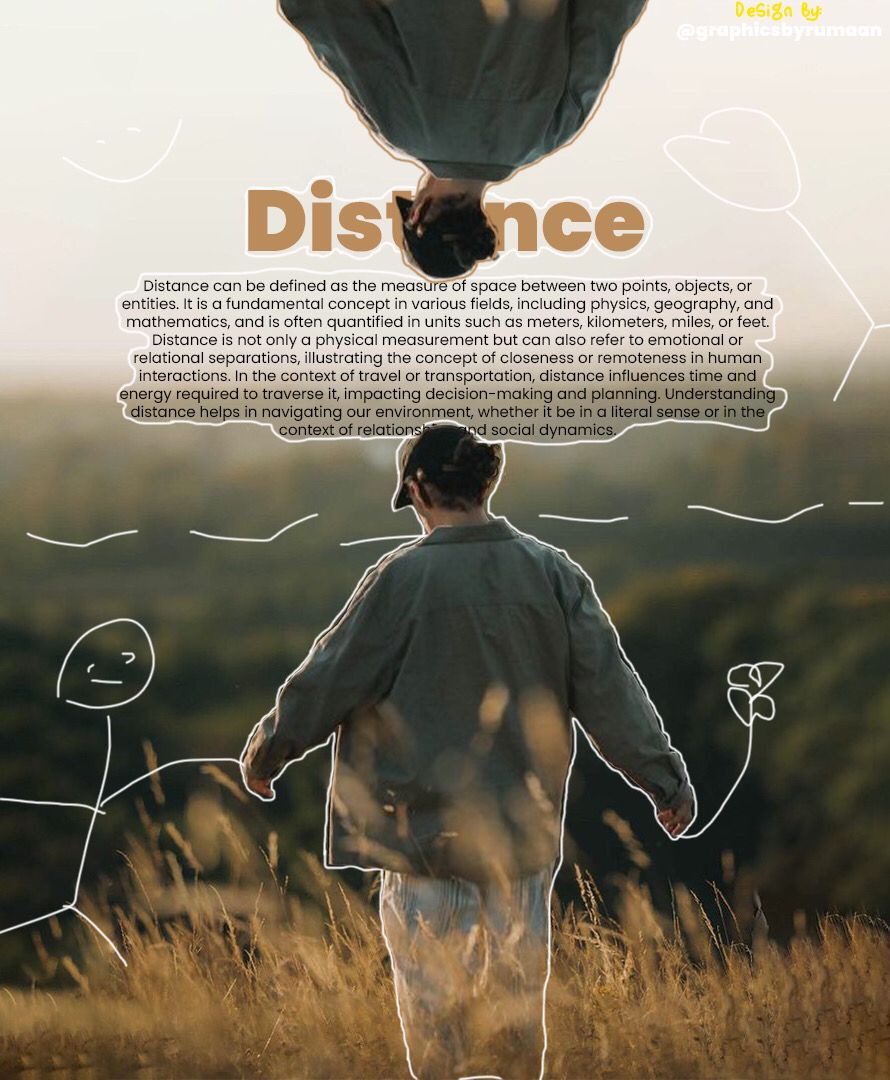 DeSign By:
@graphicsbyrumaan
Dist nce
Distance can be defined as the measure of space between two points, objects, or
entities. It is a fundamental concept in various fields, including physics, geography, and
mathematics, and is often quantified in units such as meters, kilometers, miles, or feet.
Distance is not only a physical measurement but can also refer to emotional or
relational separations, illustrating the concept of closeness or remoteness in human
interactions. In the context of travel or transportation, distance influences time and
energy required to traverse it, impacting decision-making and planning. Understanding
distance helps in navigating our environment, whether it be in a literal sense or in the
context of relationships and social dynamics.